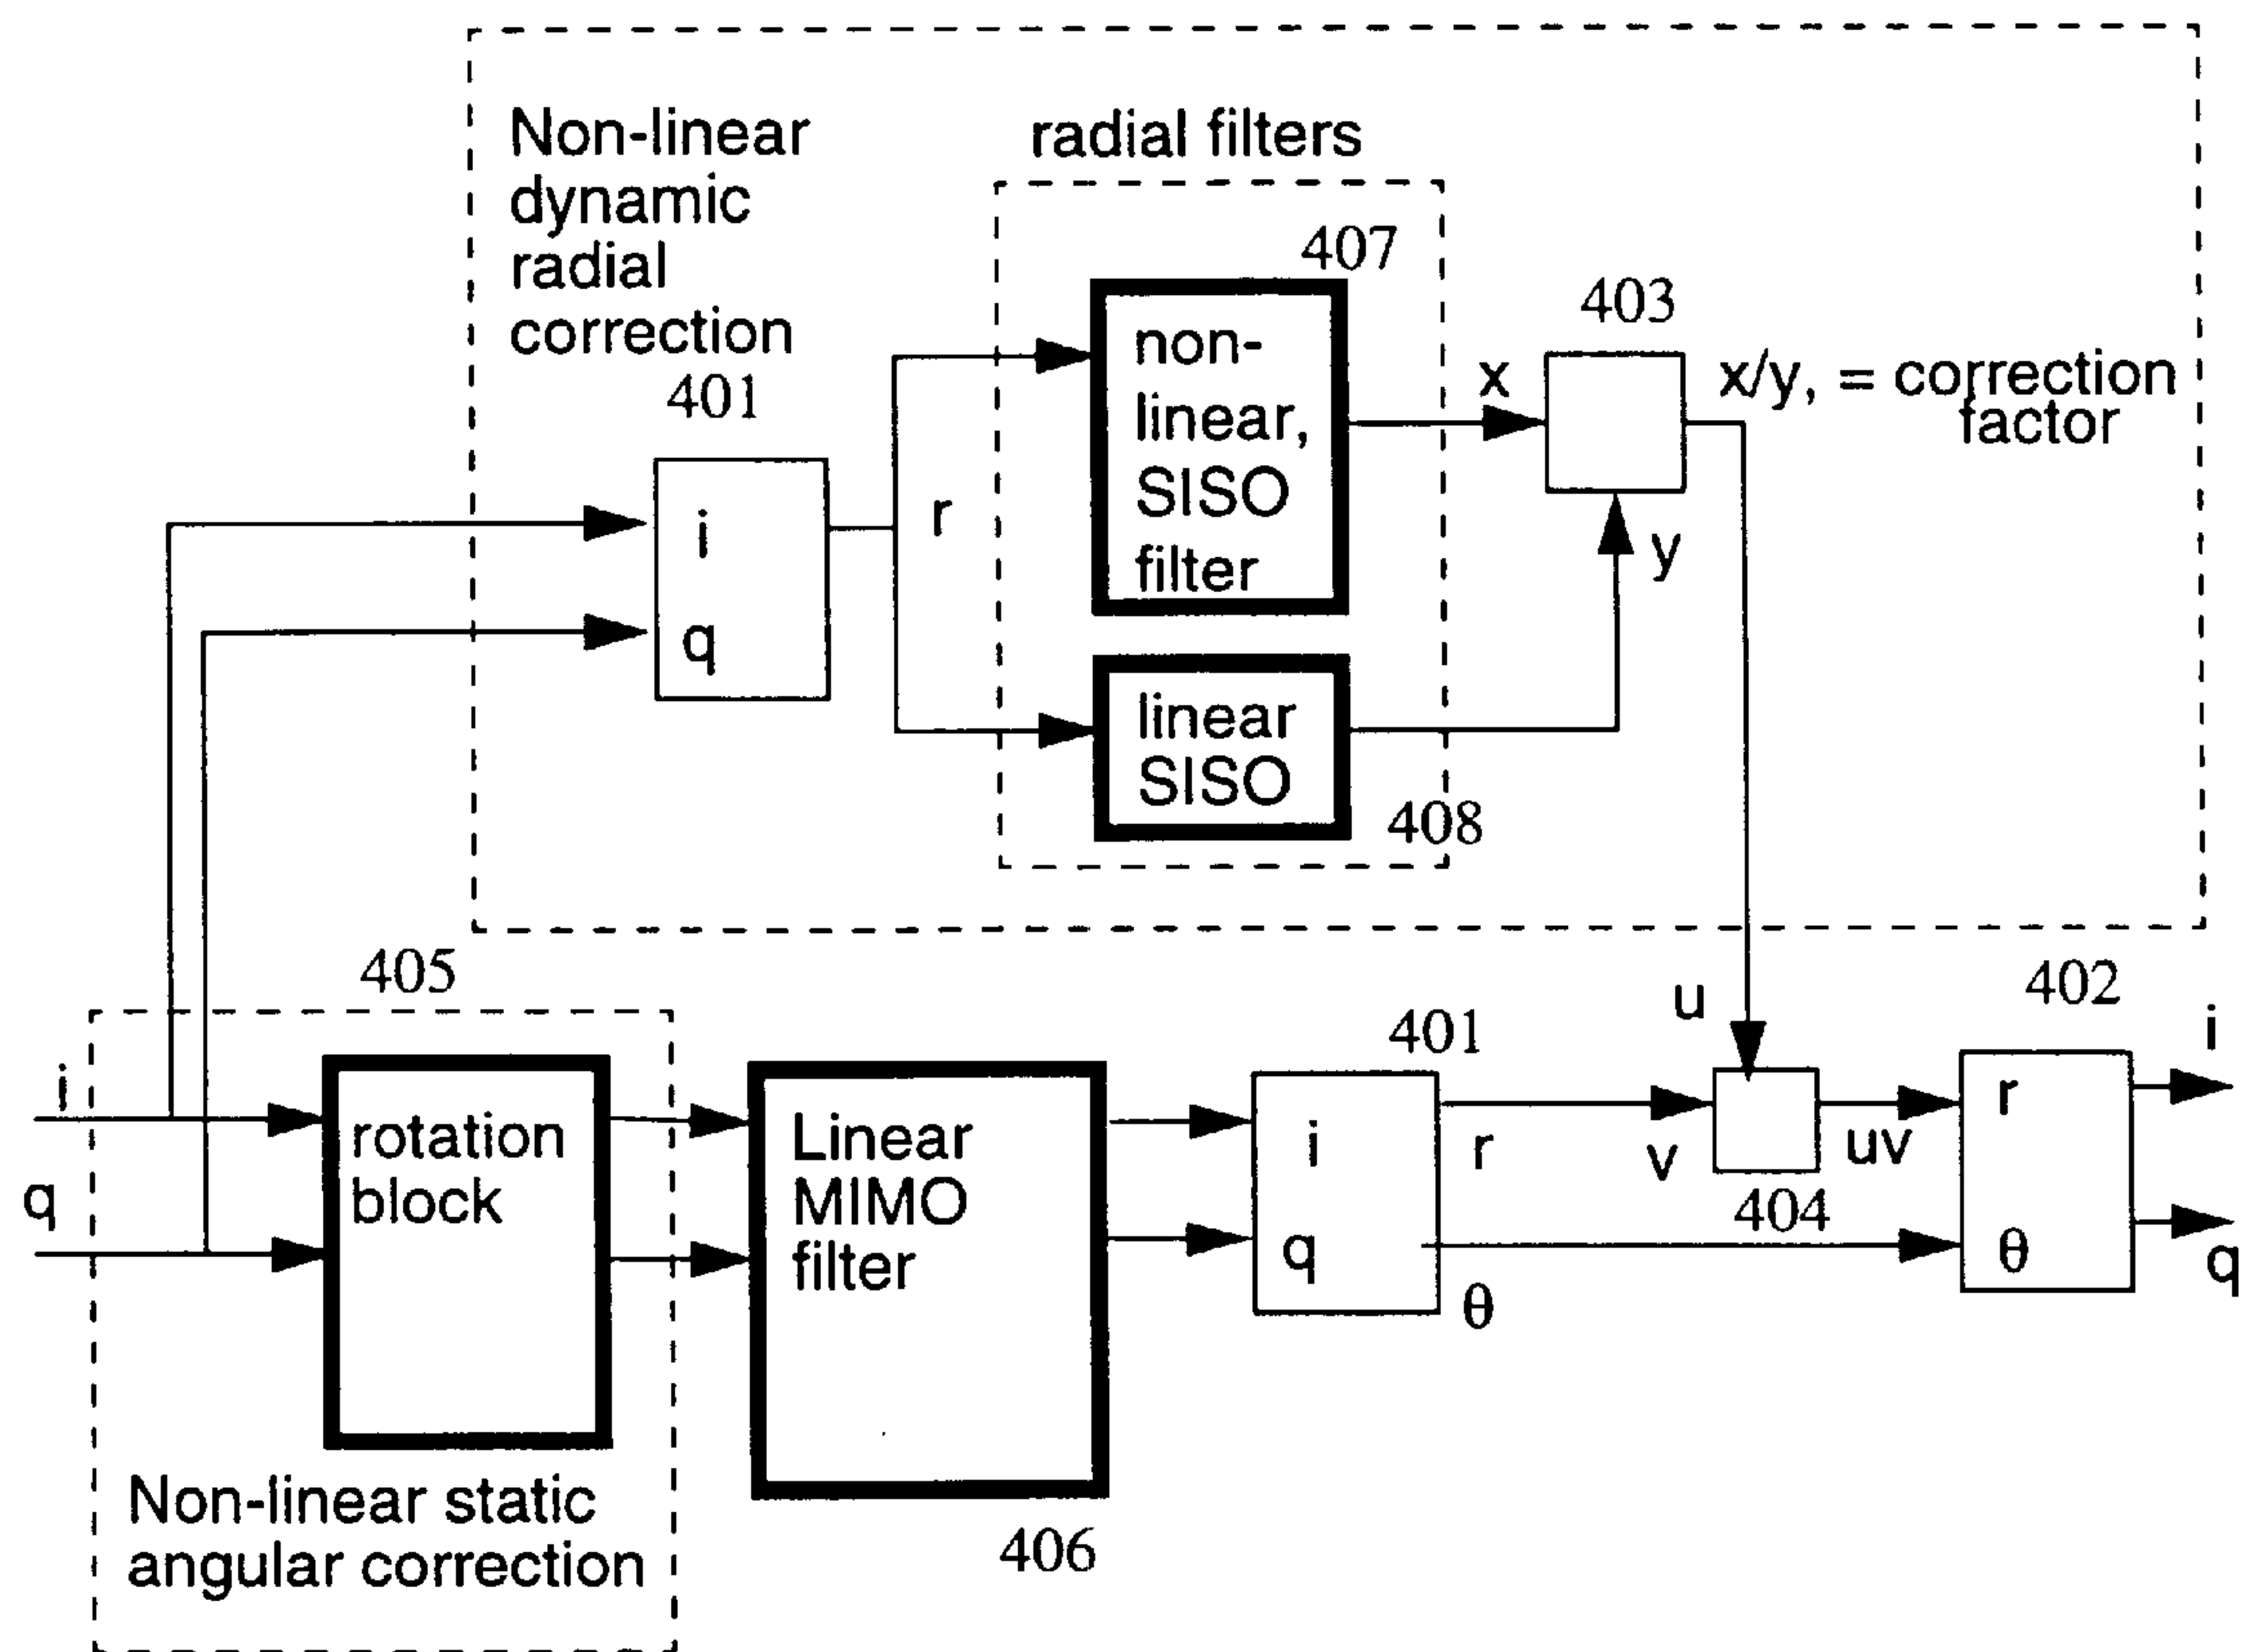 Non-linear
dynamic
radial
correction
radial filters
407
403
non-
linear,
SISO
filter
x
x/y, = correction
factor
401
i
q
r
y
linear
SISO
408
405
u
402
i
401
i
rotation
block
Linear
MIMO
filter
i
q
r
v
uv
r
q
404
θ
θ
q
Non-linear static
angular correction
406